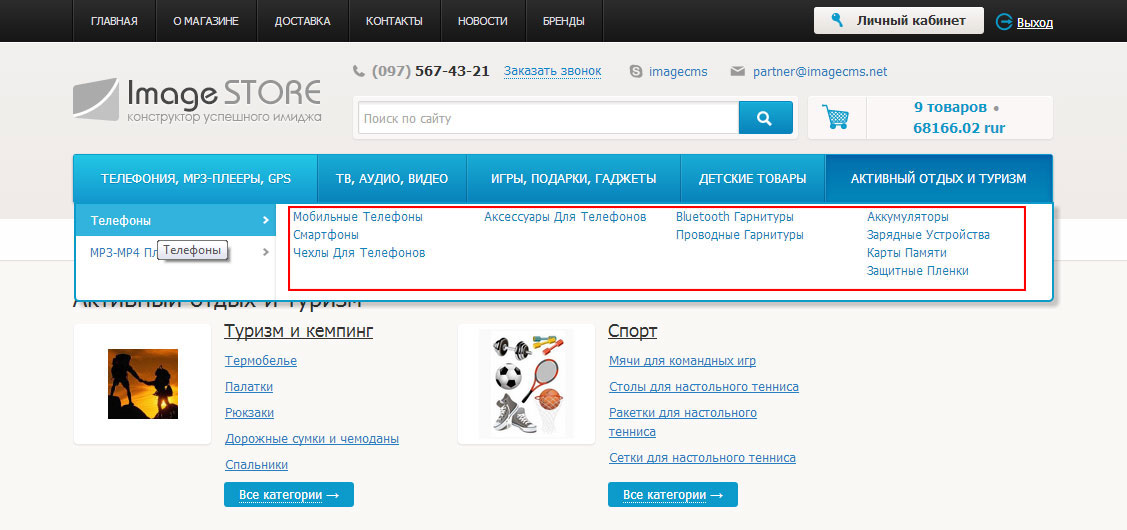 ГЛАВНАЯ О МАГАЗИНЕ ДОСТАВКА КОНТАКТЫ НОВОСТИ БРЕНДЫ Личный кабинет Выход
(097) 567-43-21 Заказать звонок imagecms partner@imagecms.net
Image STORE
конструктор успешного имиджа
Поиск по сайту
9 товаров •
68166.02 rur
ТЕЛЕФОНИЯ, МР3-ПЛЕЕРЫ, GPS ТВ, АУДИО, ВИДЕО ИГРЫ, ПОДАРКИ, ГАДЖЕТЫ ДЕТСКИЕ ТОВАРЫ АКТИВНЫЙ ОТДЫХ И ТУРИЗМ
Телефоны
MP3-MP4 Пл
Телефоны
Мобильные Телефоны
Смартфоны
Чехлы Для Телефонов
Аксессуары Для Телефонов
Bluetooth Гарнитуры
Проводные Гарнитуры
Аккумуляторы
Зарядные Устройства
Карты Памяти
Защитные Пленки
Активный отдых и туризм
Туризм и кемпинг
Термобелье
Палатки
Рюкзаки
Дорожные сумки и чемоданы
Спальники
Все категории →
Спорт
Мячи для командных игр
Столы для настольного тенниса
Ракетки для настольного
тенниса
Сетки для настольного тенниса
Все категории →